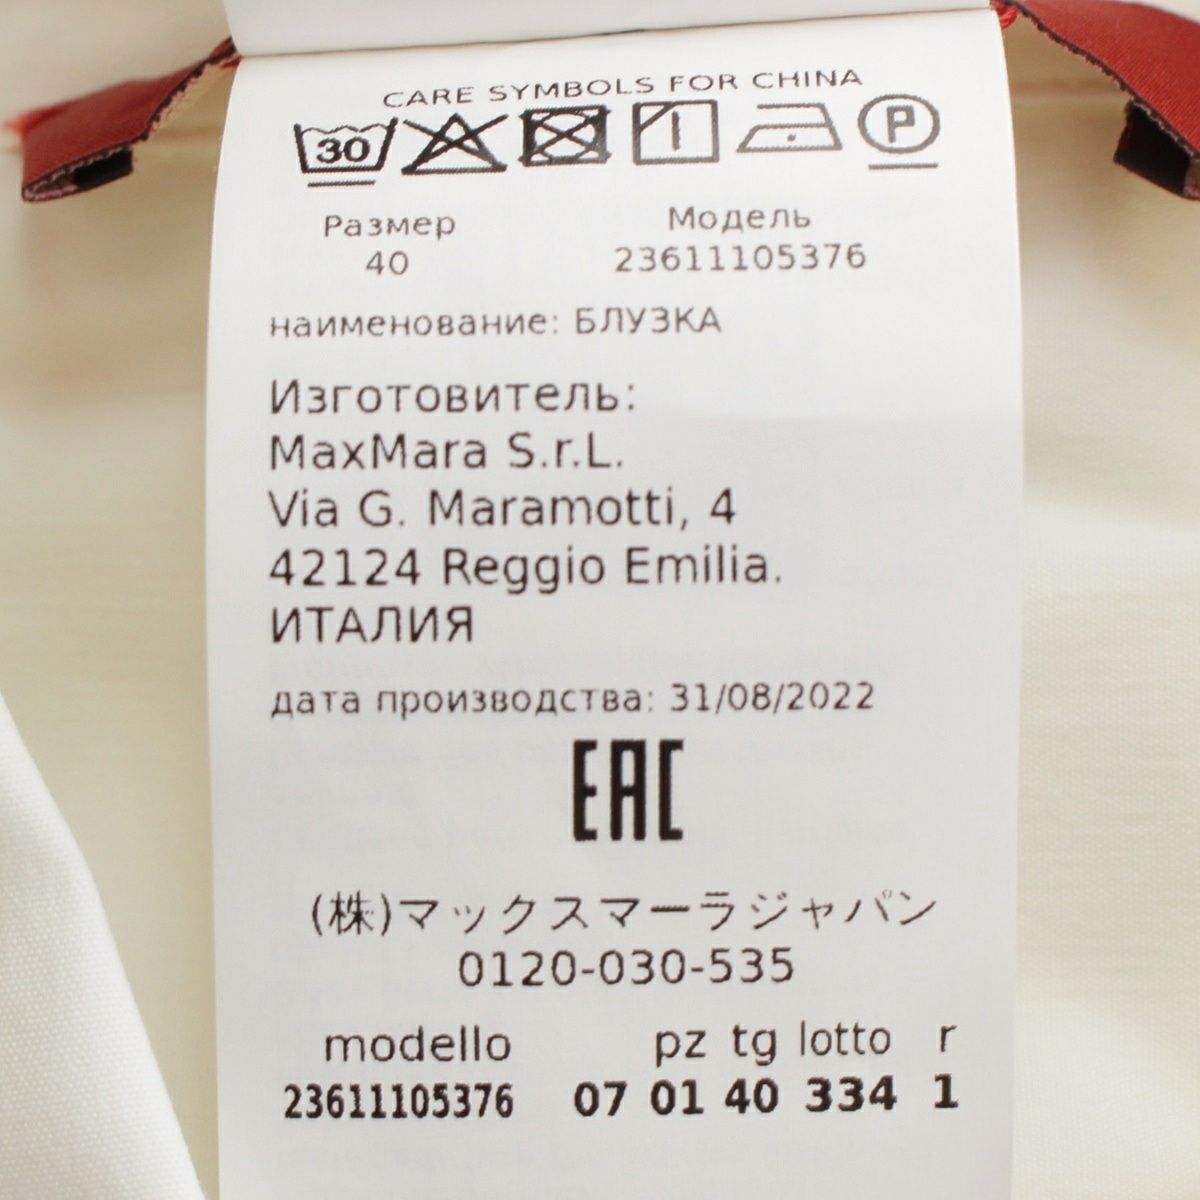 CARE SYMBOLS FOR CHINA
30 P
Размер Модель
40 23611105376
наименование: БЛУЗКА
Изготовитель:
MaxMara S.r.L.
Via G. Maramotti, 4
42124 Reggio Emilia.
ИТАЛИЯ
дата производства: 31/08/2022
EAC
(株)マックスマーラジャパン
0120-030-535
modello pz tg lotto r
23611105376 07 01 40 334 1